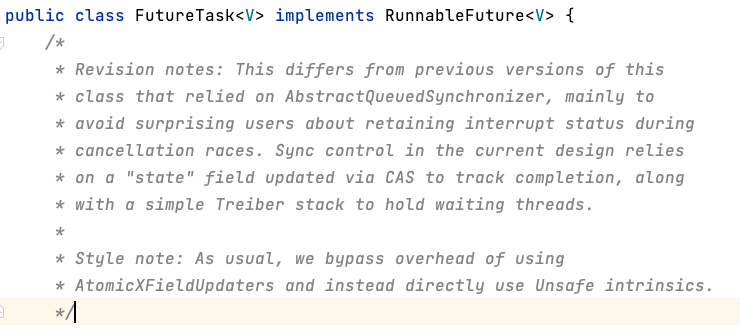 public class FutureTask<V> implements RunnableFuture<V> {
/*
* Revision notes: This differs from previous versions of this
* class that relied on AbstractQueuedSynchronizer, mainly to
* avoid surprising users about retaining interrupt status during
* cancellation races. Sync control in the current design relies
* on a "state" field updated via CAS to track completion, along
* with a simple Treiber stack to hold waiting threads.
*
* Style note: As usual, we bypass overhead of using
* AtomicXFieldUpdaters and instead directly use Unsafe intrinsics.
*/